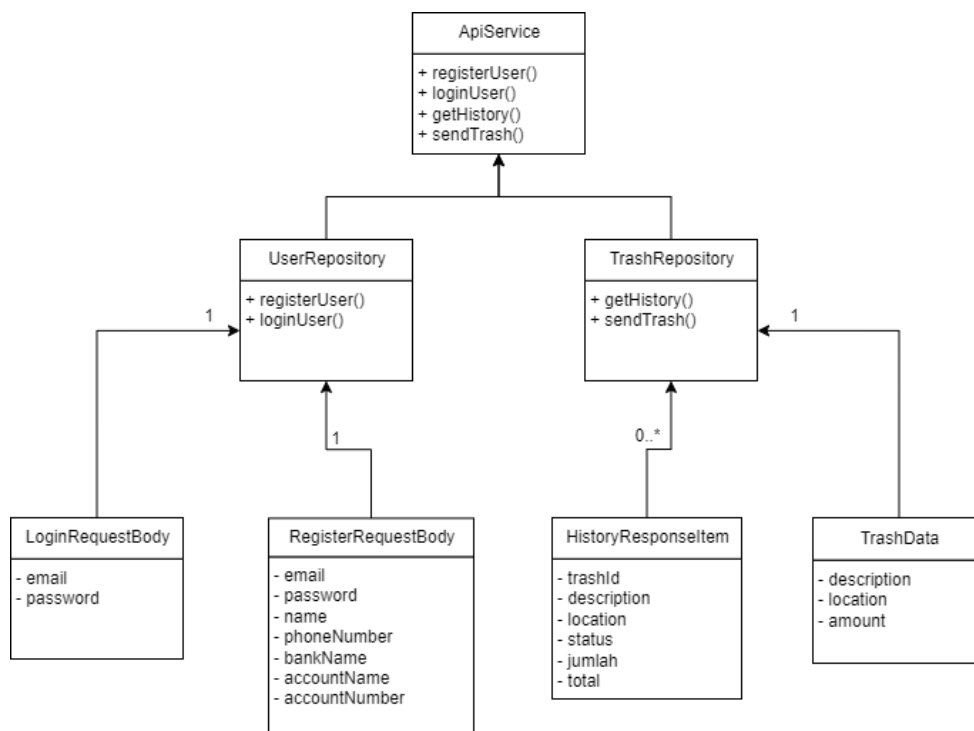 ApiService
+ registerUser()
+ loginUser()
+ getHistory()
+ sendTrash()
UserRepository
+ registerUser()
+ loginUser()
TrashRepository
+ getHistory()
+ sendTrash()
1
1
1
0..*
LoginRequestBody
- email
- password
RegisterRequestBody
- email
- password
- name
- phoneNumber
- bankName
- accountName
- accountNumber
HistoryResponseItem
- trashId
- description
- location
- status
- jumlah
- total
TrashData
- description
- location
- amount